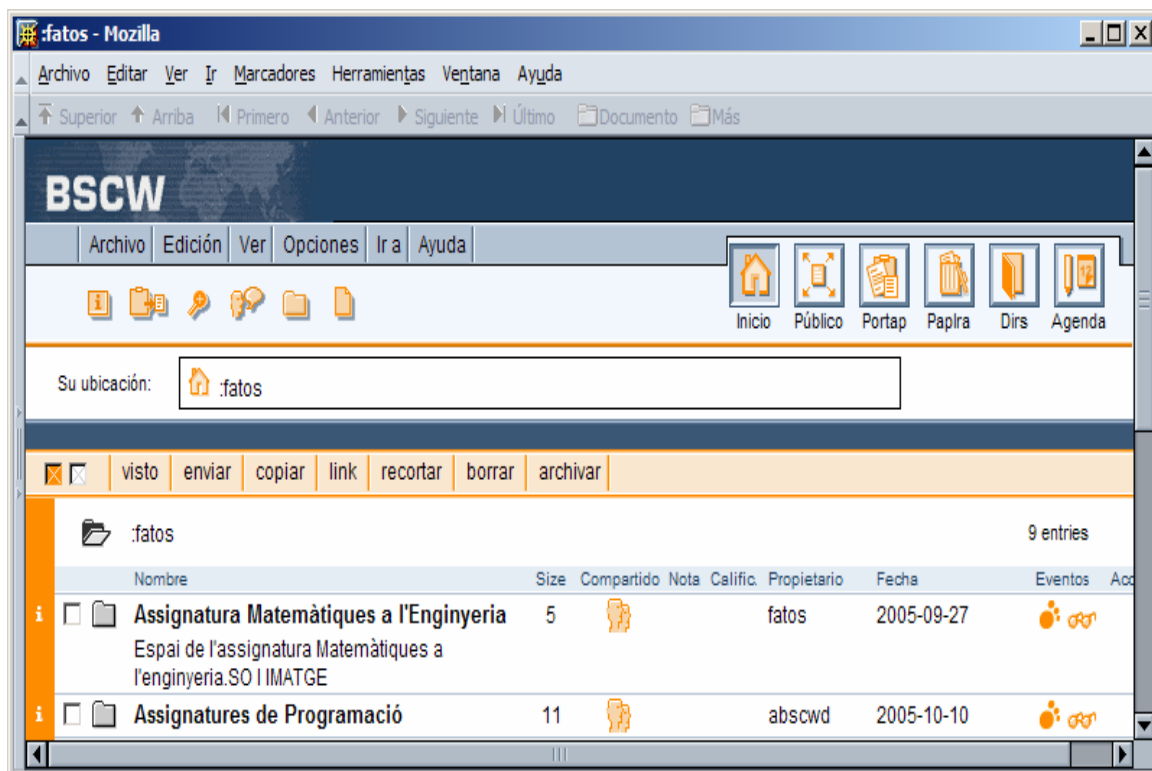 :fatos - Mozilla
Archivo Editar Ver Ir Marcadores Herramientas Ventana Ayuda
Superior Arriba Primero Anterior Siguiente Último Documento Más
BSCW
Archivo Edición Ver Opciones Ir a Ayuda
12
Inicio Público Portap Paplra Dirs Agenda
Su ubicación: :fatos
visto enviar copiar link recortar borrar archivar
:fatos 9 entries
Nombre Size Compartido Nota Calific. Propietario Fecha Eventos Acc
i Assignatura Matemàtiques a l'Enginyeria 5 fatos 2005-09-27
Espai de l'assignatura Matemàtiques a
l'enginyeria.SO I IMATGE
i Assignatures de Programació 11 abscwd 2005-10-10